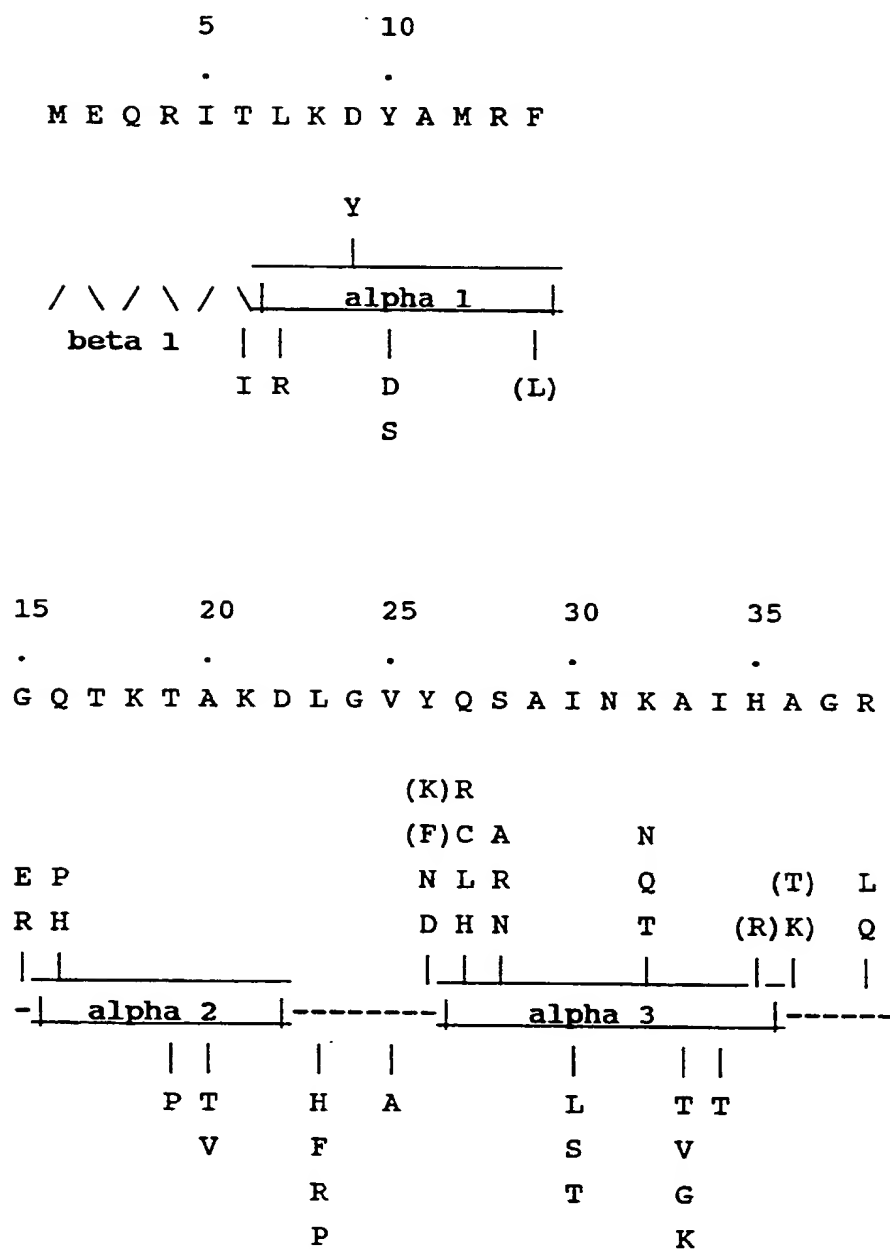 5 10
. .
M E Q R I T L K D Y A M R F
Y
/ \ / \ / \ | alpha 1 |
beta 1 | | | |
I R D (L)
S
15 20 25 30 35
. . . . .
G Q T K T A K D L G V Y Q S A I N K A I H A G R
(K) R
(F) C A N
E P N L R Q (T) L
R H D H N T (R) K) Q
| | | | | | | | |
-| alpha 2 |--------| alpha 3 |------
| | | | | | |
P T H A L T T
V F S V
R T G
P K